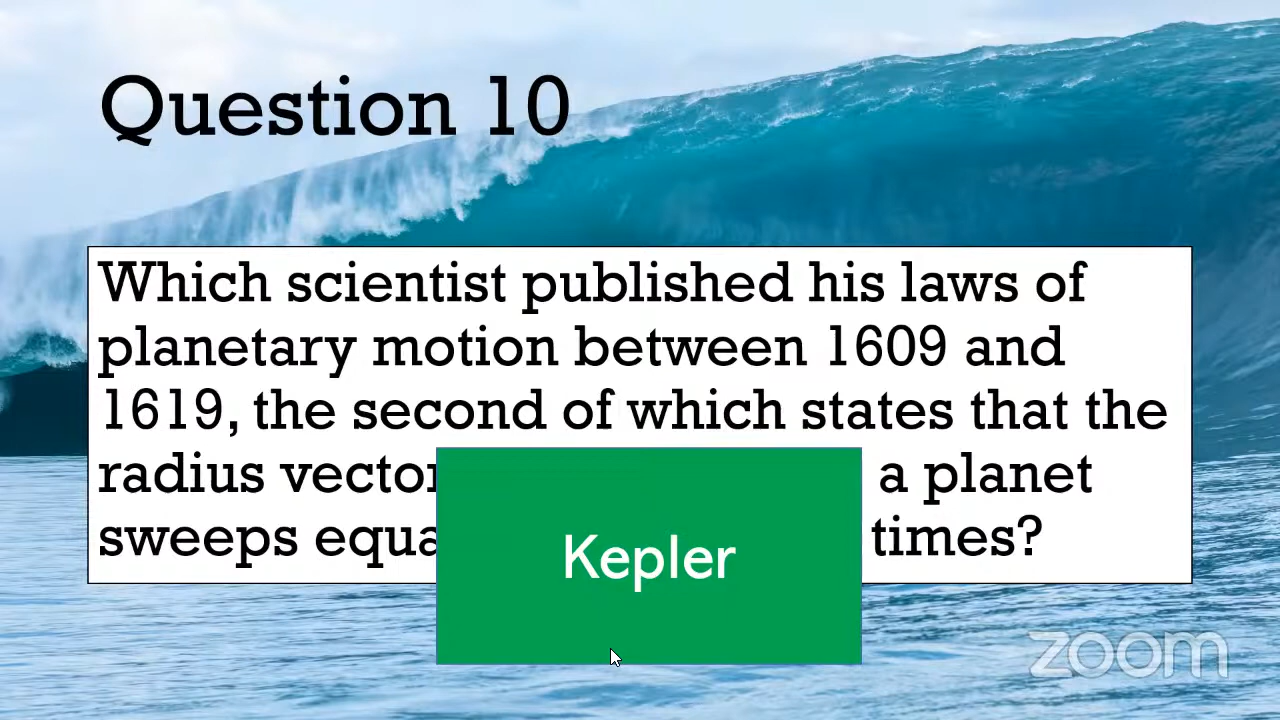 Question 10
Which scientist published his laws of
planetary motion between 1609 and
1619, the second of which states that the
radius vector a planet
sweeps equa times?
Kepler
zoom